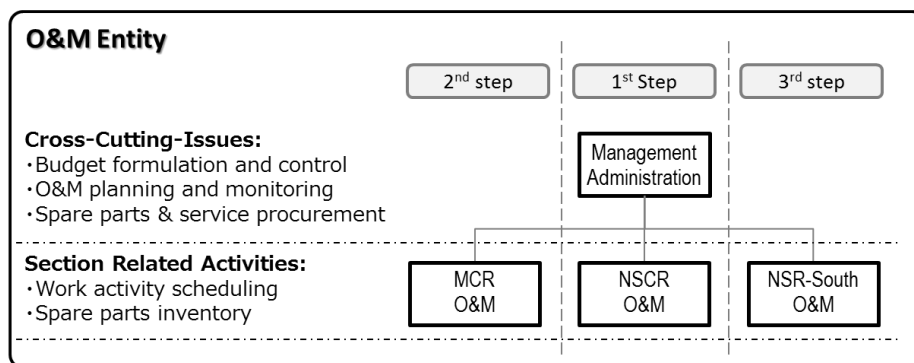 O&M Entity
2nd step
1st Step
3rd step
Cross-Cutting-Issues:
・Budget formulation and control
・O&M planning and monitoring
・Spare parts & service procurement
Management
Administration
Section Related Activities:
・Work activity scheduling
・Spare parts inventory
MCR
O&M
NSCR
O&M
NSR-South
O&M